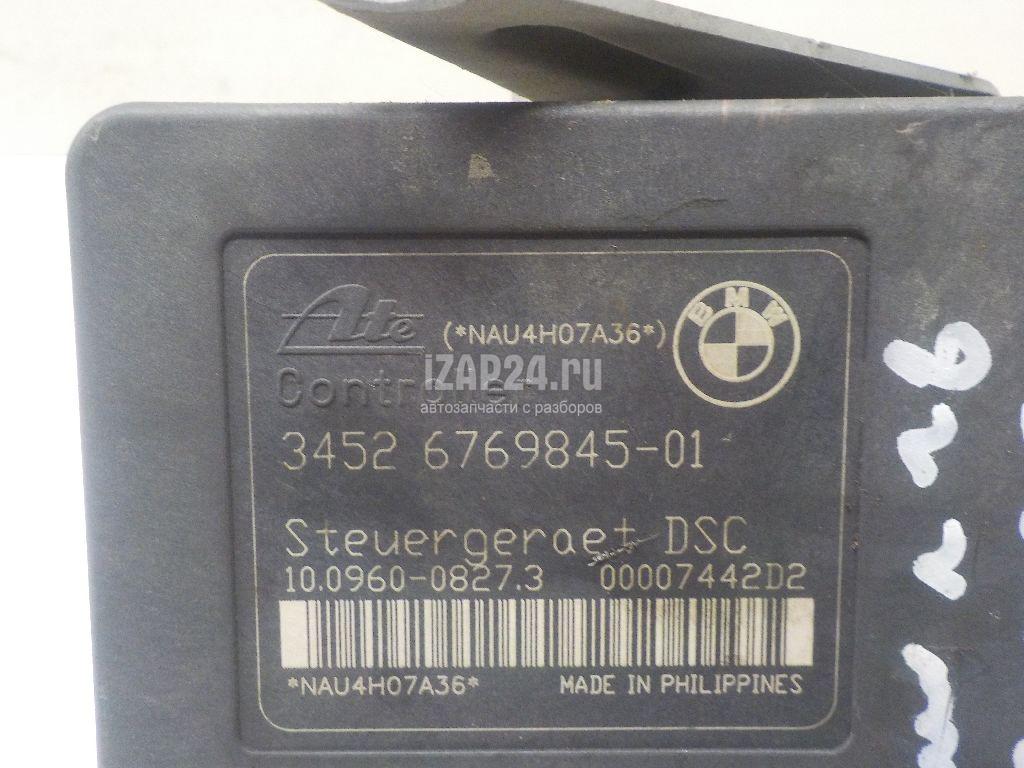 Ate
(*NAU4H07A36*)
BMW
iZAP24.ru
Controller
автозапчасти с разборов
3452 6769845-01
Steuergeraet DSC
10.0960-0827.3 00007442D2
*NAU4H07A36* MADE IN PHILIPPINES